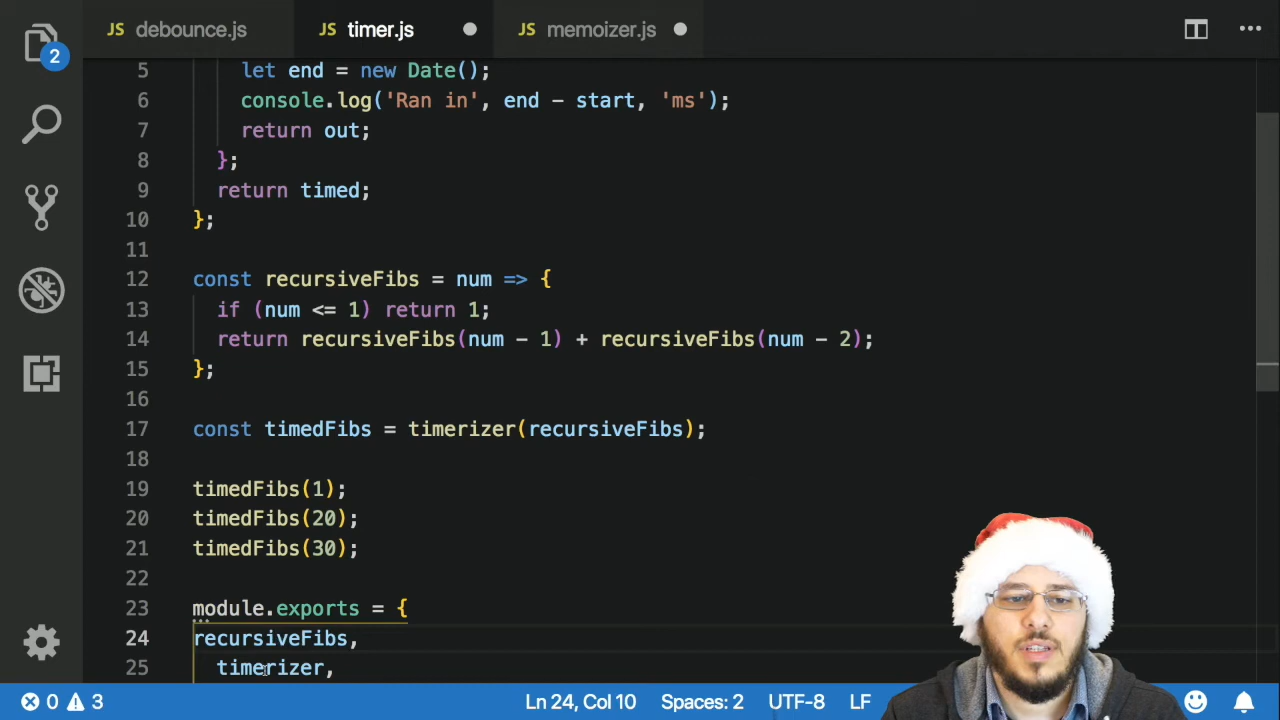 JS debounce.js JS timer.js JS memoizer.js
2
5 let end = new Date();
6 console.log('Ran in', end - start, 'ms');
7 return out;
8 };
9 return timed;
10 };
11
12 const recursiveFibs = num => {
13 if (num <= 1) return 1;
14 return recursiveFibs(num - 1) + recursiveFibs(num - 2);
15 };
16
17 const timedFibs = timerizer(recursiveFibs);
18
19 timedFibs(1);
20 timedFibs(20);
21 timedFibs(30);
22
23 module.exports = {
24 recursiveFibs,
25 timerizer,
0 3 Ln 24, Col 10 Spaces: 2 UTF-8 LF